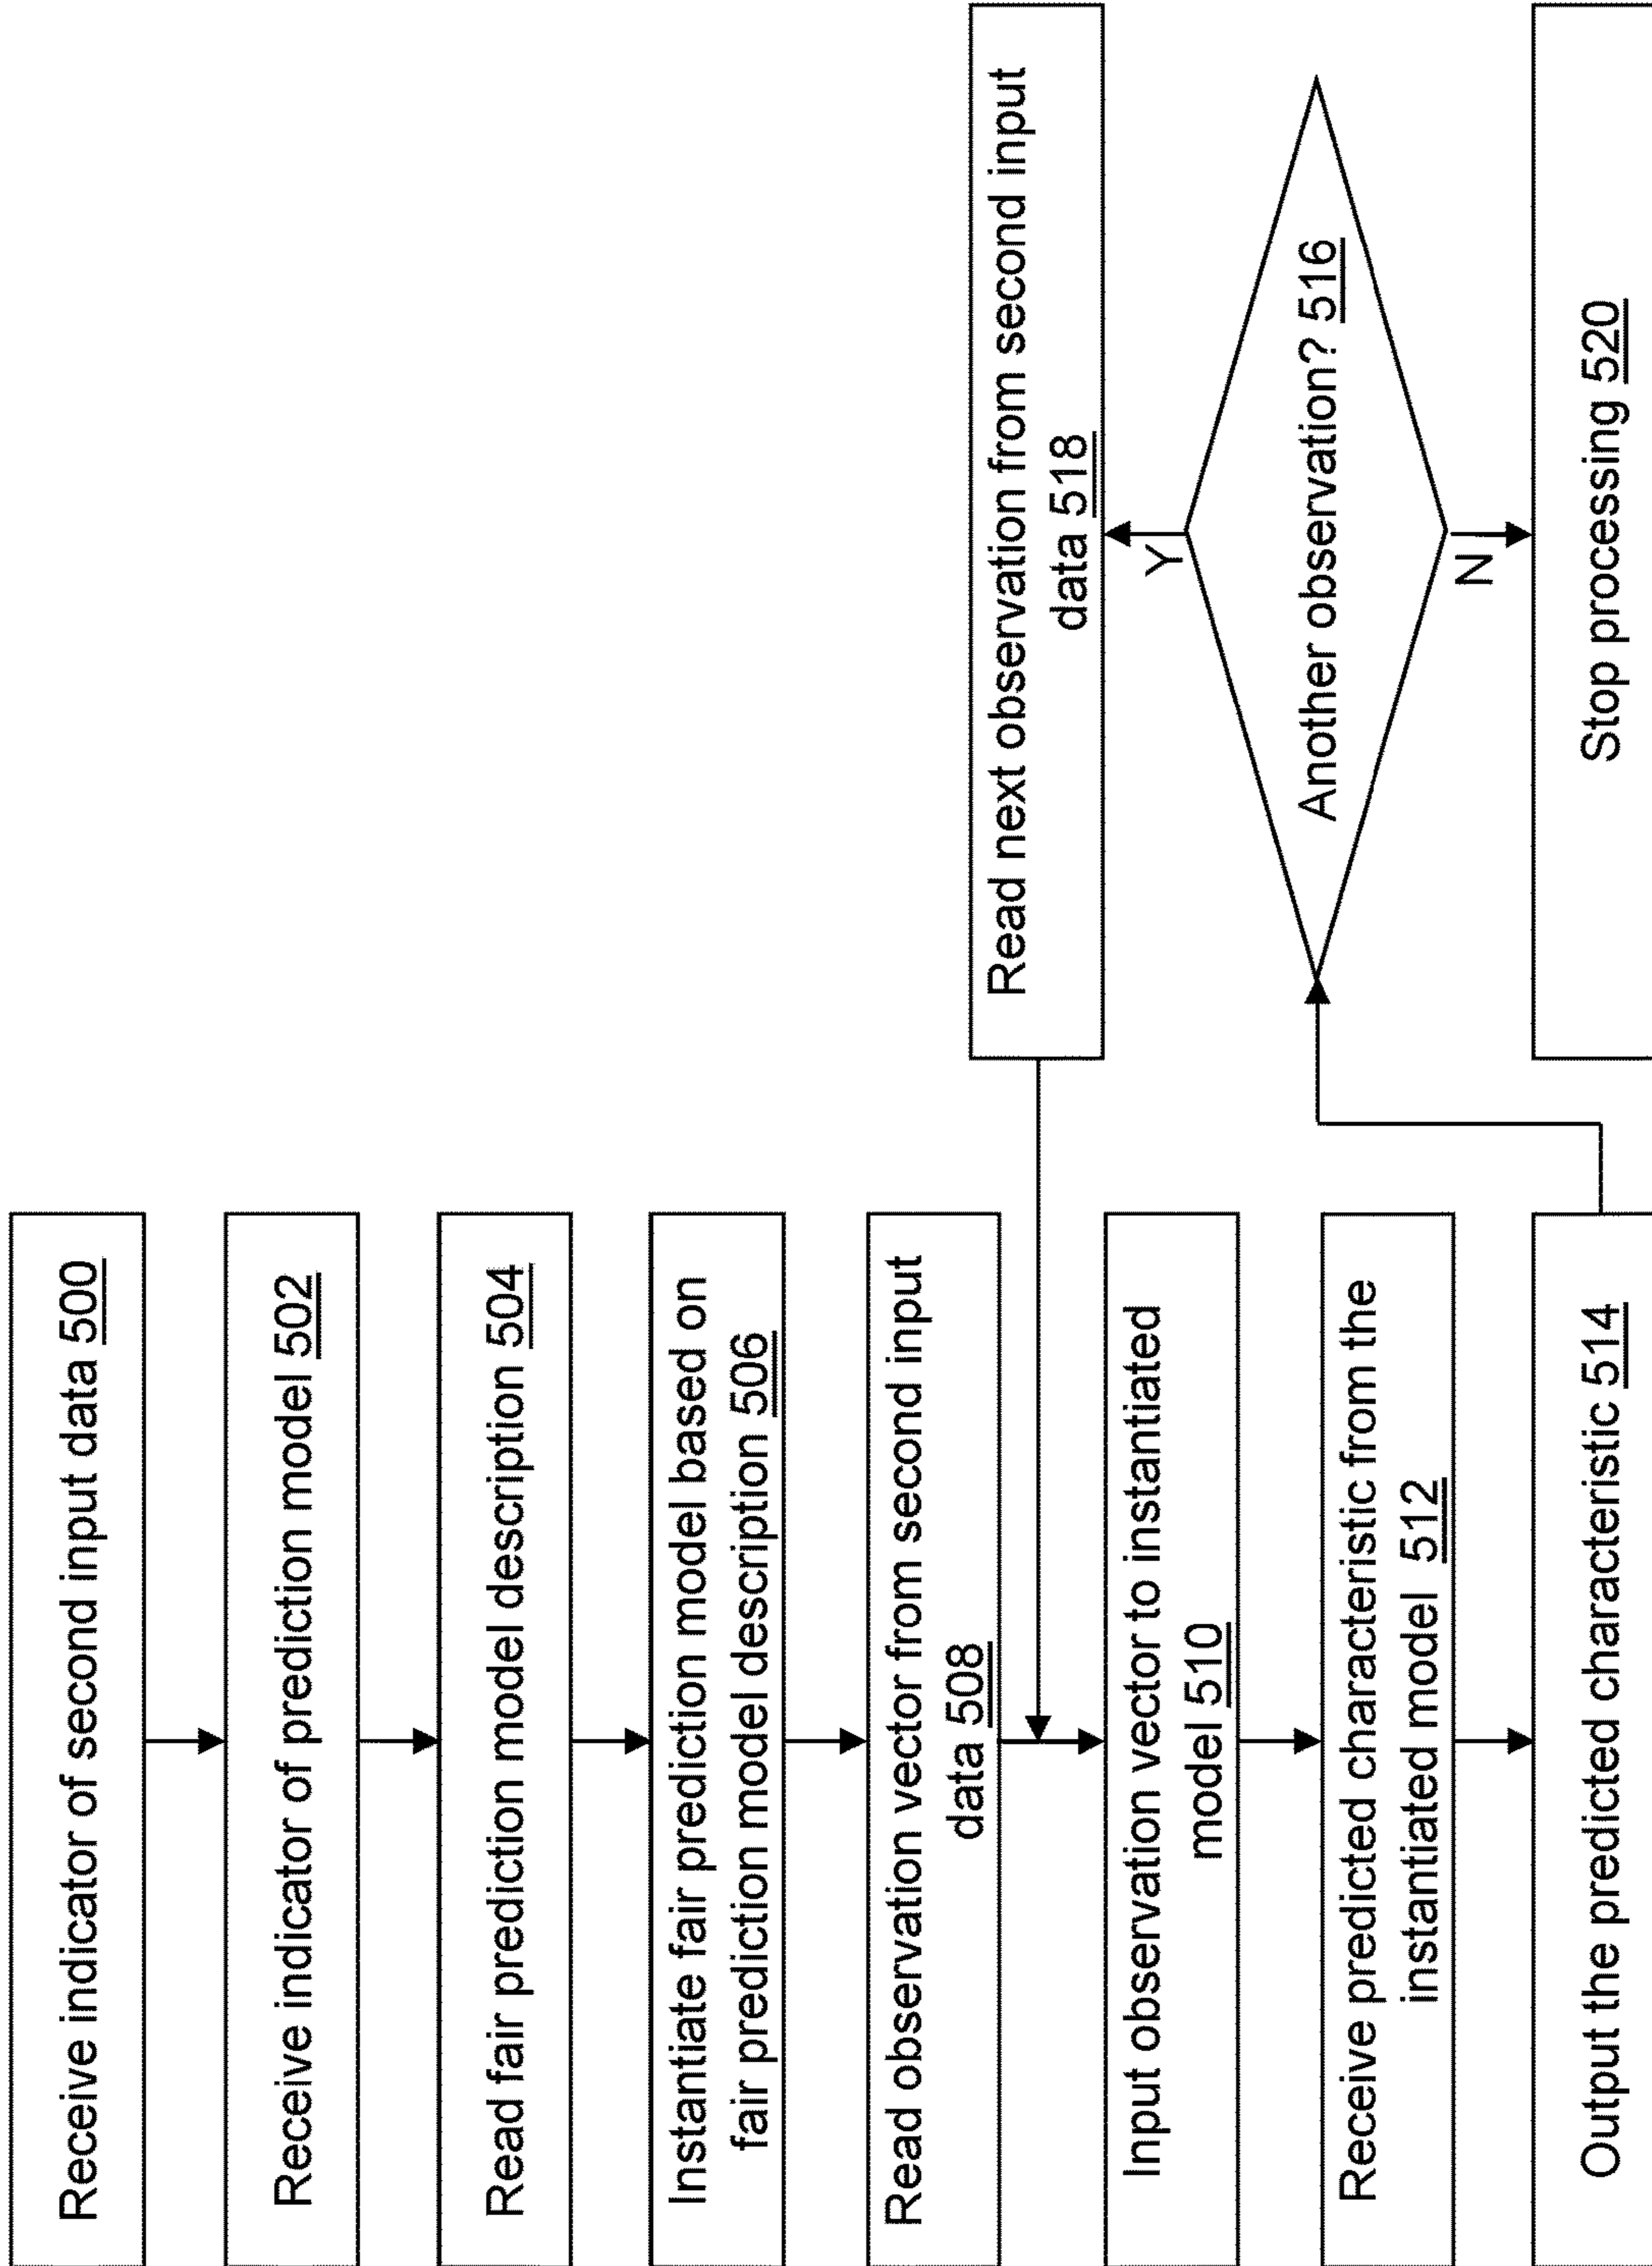 Receive indicator of second input data 500
Receive indicator of prediction model 502
Read fair prediction model description 504
Instantiate fair prediction model based on
fair prediction model description 506
Read observation vector from second input
data 508
Input observation vector to instantiated
model 510
Receive predicted characteristic from the
instantiated model 512
Output the predicted characteristic 514
Read next observation from second input
data 518
Y
Another observation? 516
N
Stop processing 520